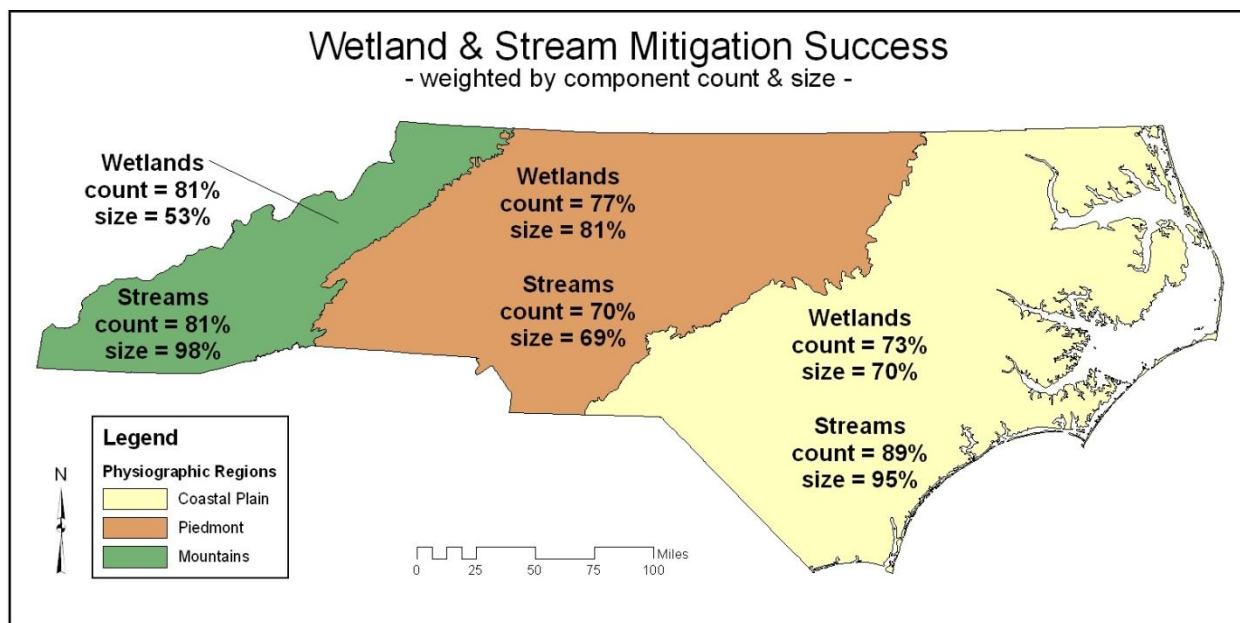 Wetland & Stream Mitigation Success
- weighted by component count & size -
Wetlands
count = 81%
size = 53%
Streams
count = 81%
size = 98%
Wetlands
count = 77%
size = 81%
Streams
count = 70%
size = 69%
Wetlands
count = 73%
size = 70%
Streams
count = 89%
size = 95%
Legend
Physiographic Regions
Coastal Plain
Piedmont
Mountains
N
Miles
0 25 50 75 100